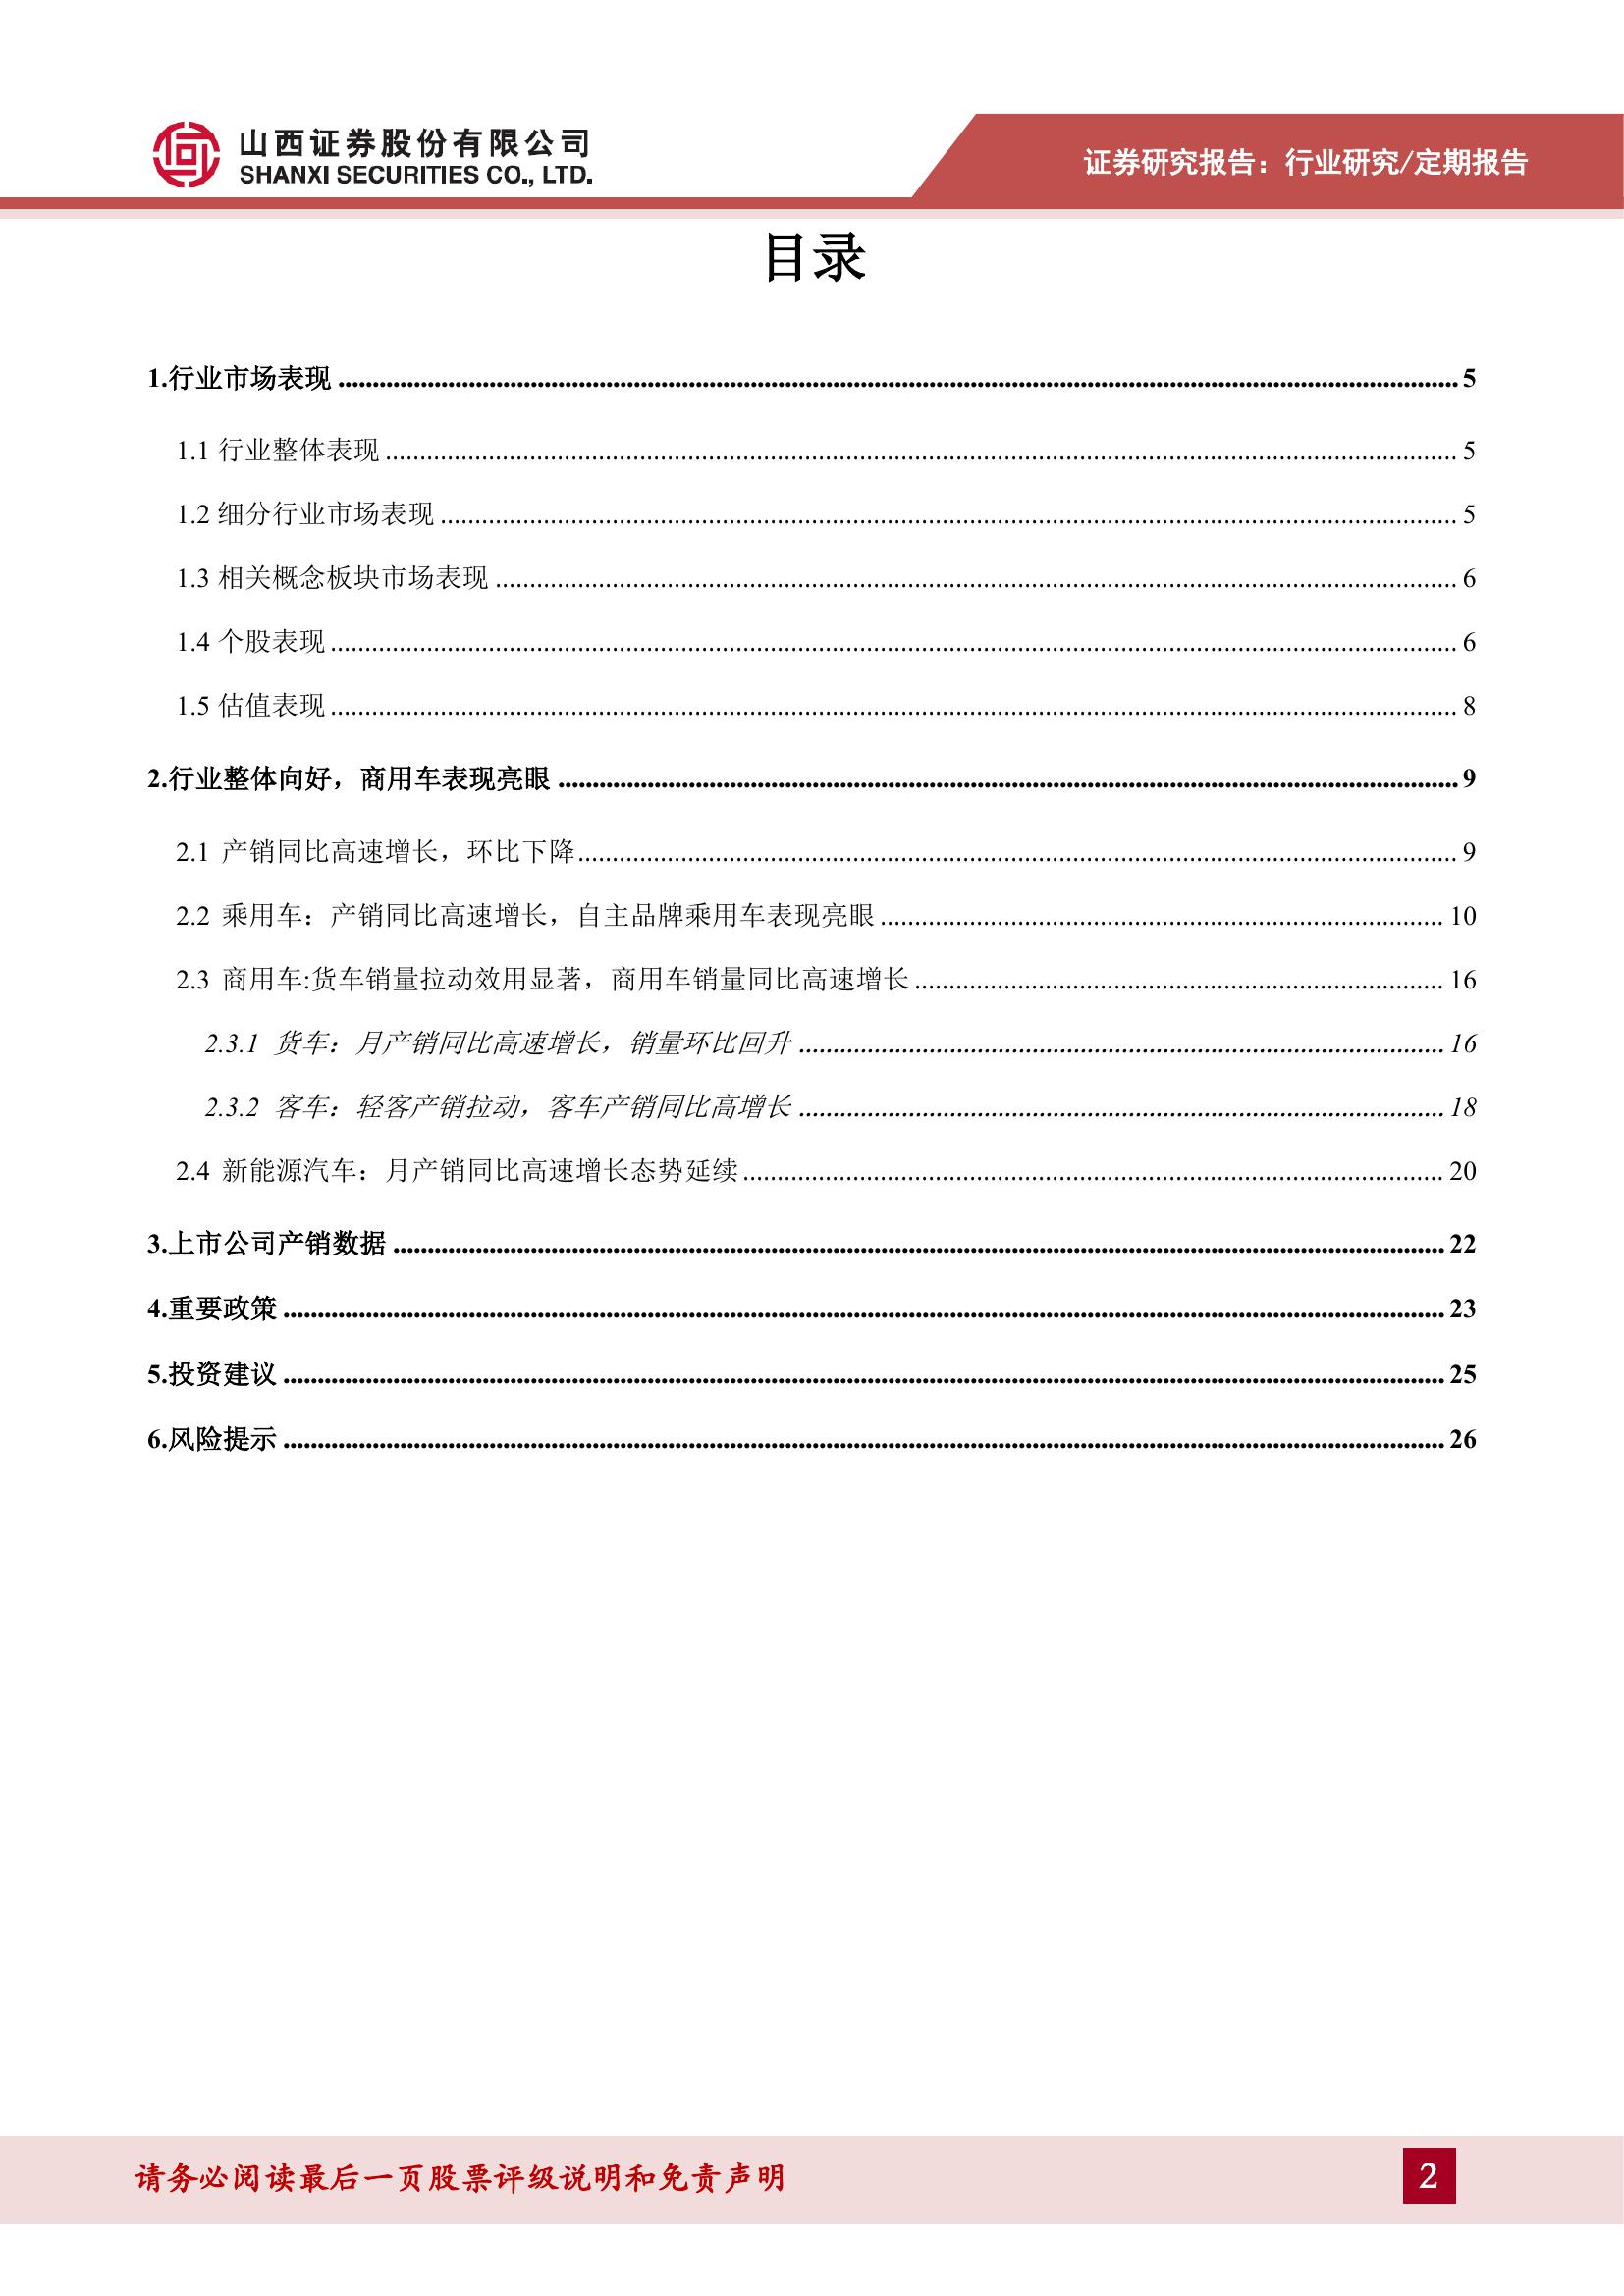 山西证券股份有限公司
SHANXI SECURITIES CO., LTD.
证券研究报告：行业研究/定期报告
目录
1.行业市场表现 5
1.1 行业整体表现 5
1.2 细分行业市场表现 5
1.3 相关概念板块市场表现 6
1.4 个股表现 6
1.5 估值表现 8
2.行业整体向好，商用车表现亮眼 9
2.1 产销同比高速增长，环比下降 9
2.2 乘用车：产销同比高速增长，自主品牌乘用车表现亮眼 10
2.3 商用车:货车销量拉动效用显著，商用车销量同比高速增长 16
2.3.1 货车：月产销同比高速增长，销量环比回升 16
2.3.2 客车：轻客产销拉动，客车产销同比高增长 18
2.4 新能源汽车：月产销同比高速增长态势延续 20
3.上市公司产销数据 22
4.重要政策 23
5.投资建议 25
6.风险提示 26
请务必阅读最后一页股票评级说明和免责声明
2